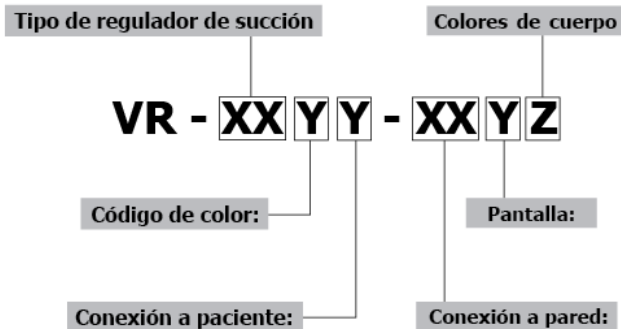 Tipo de regulador de succión
Colores de cuerpo
VR - XX Y Y - XX Y Z
Código de color:
Pantalla:
Conexión a paciente:
Conexión a pared: